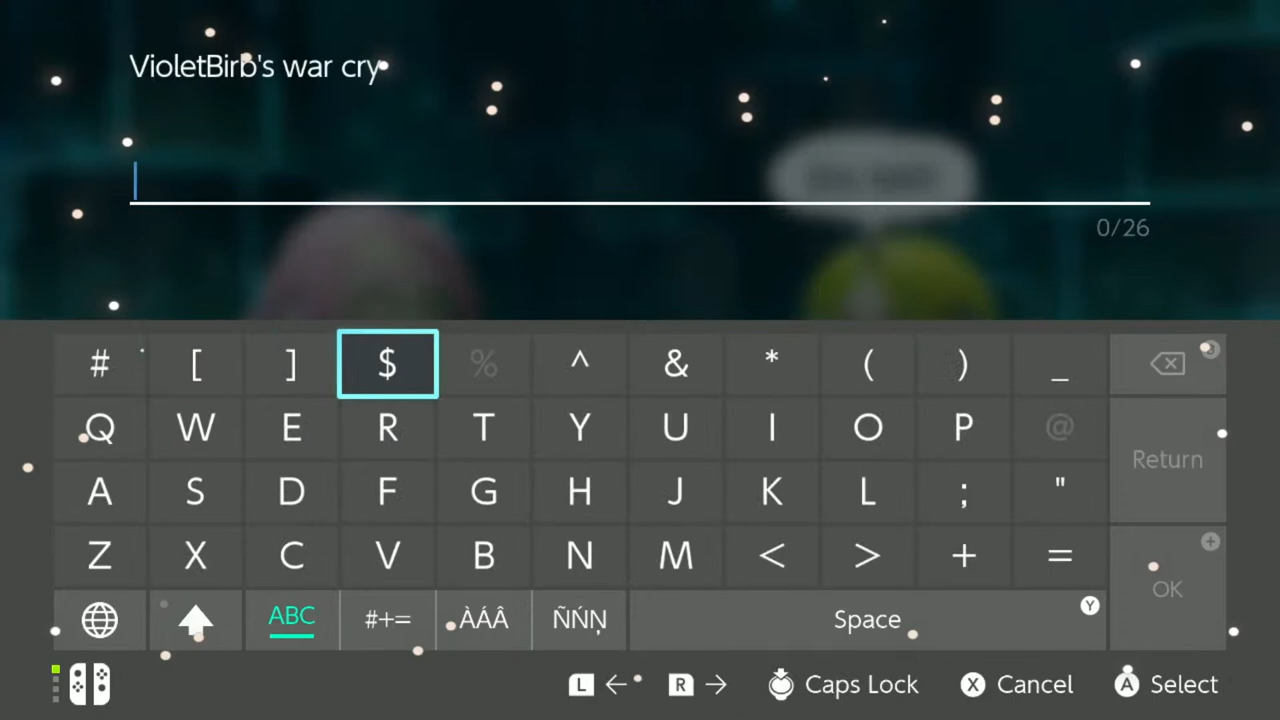 VioletBirb's war cry
0/26
# [ ] $ % ^ & * ( ) _
Q W E R T Y U I O P @
Return
A S D F G H J K L ; "
Z X C V B N M < > + =
OK
ABC #+= ÀÁÂ ÑŃŅ Space Y
L ← R → Caps Lock X Cancel A Select